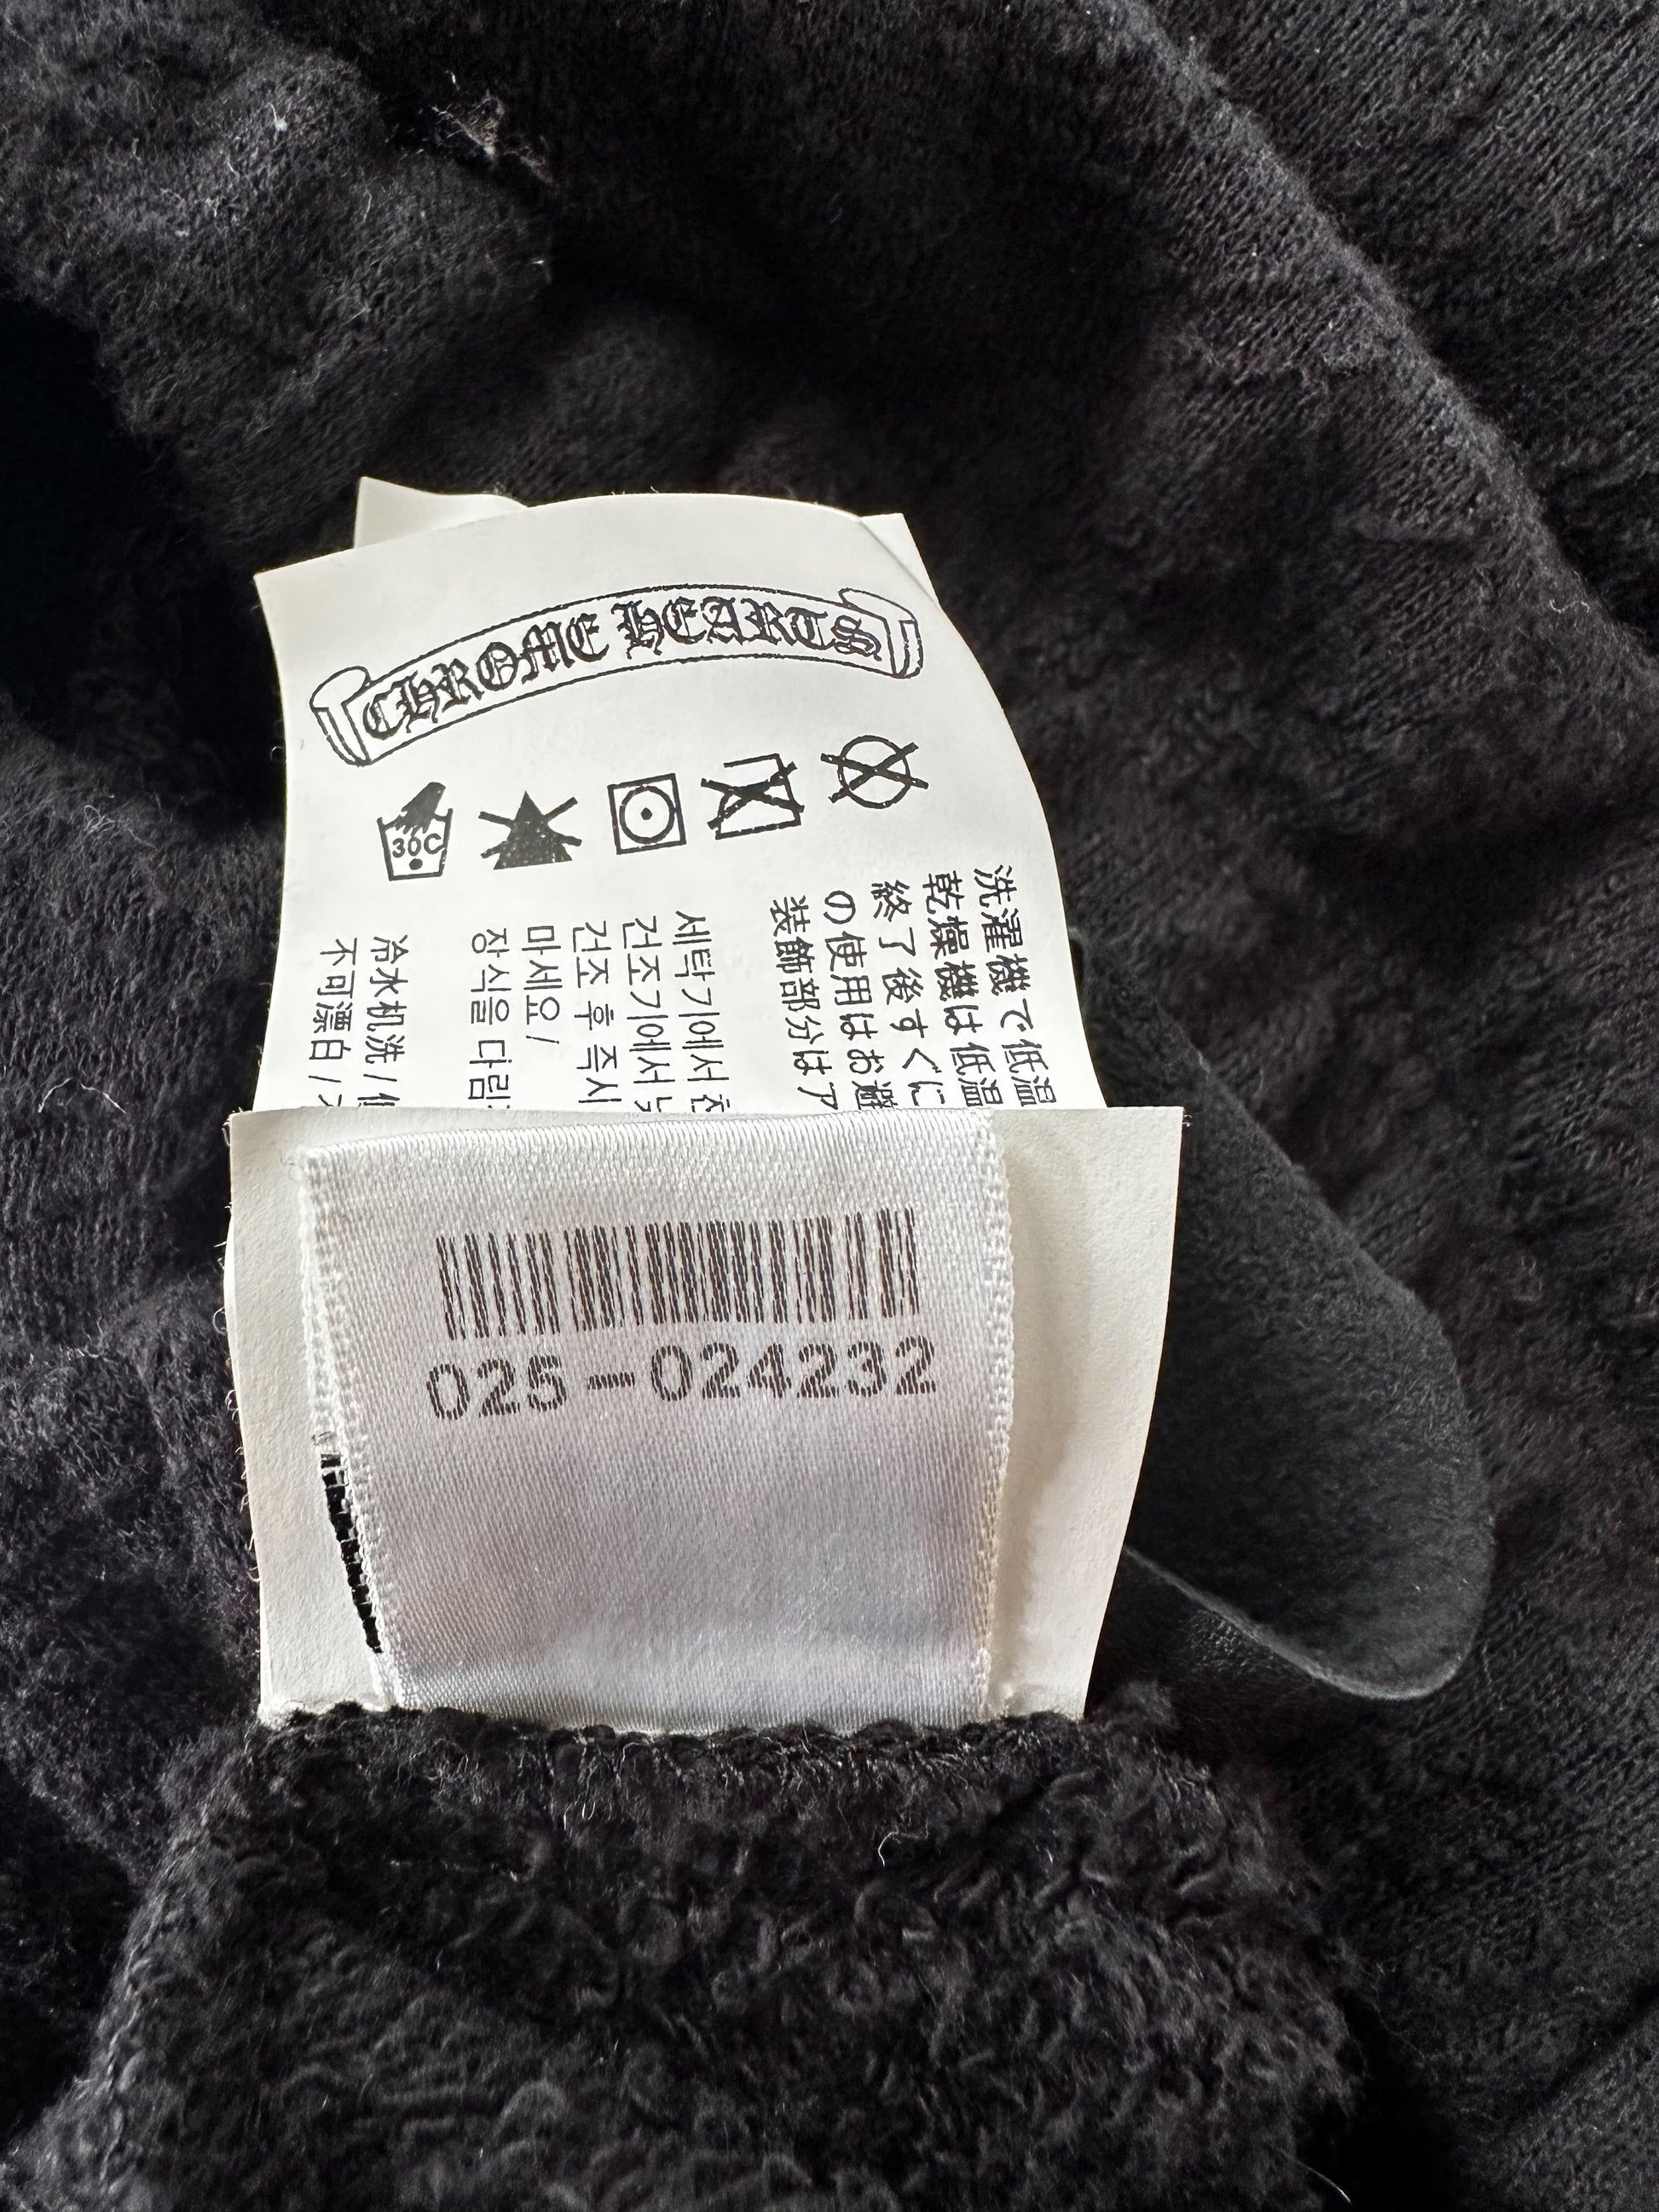 CHROME HEARTS
30C
洗濯機で低温
乾燥機は低温
終了後すぐに
の使用はお避
装飾部分はア
세탁기에서
건조기에서
건조 후 즉시
마세요 /
장식을 다림
冷水机洗 /
不可漂白 /
025-024232